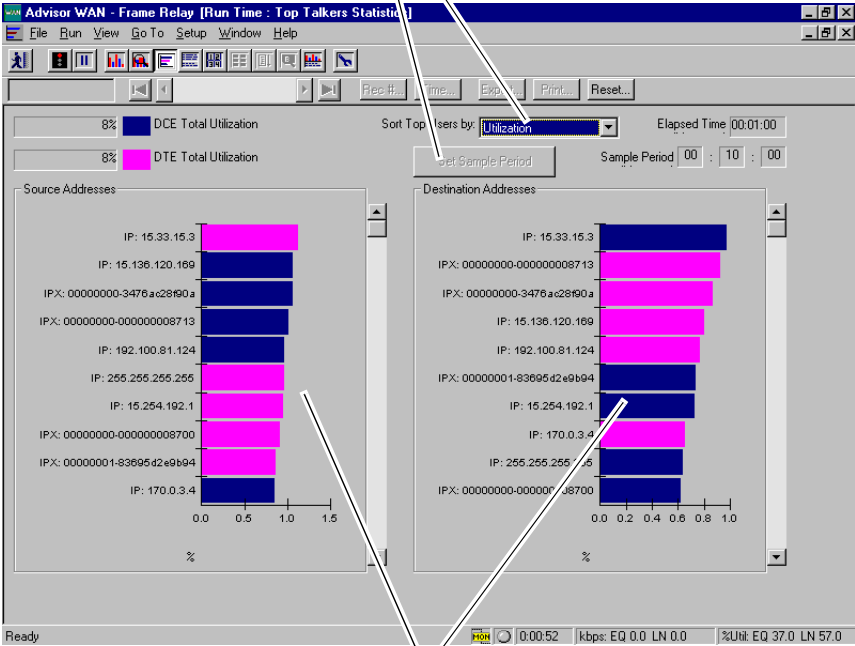 Advisor WAN - Frame Relay [Run Time : Top Talkers Statistics]
File Run View Go To Setup Window Help
Rec #... Time... Export... Print... Reset...
8% DCE Total Utilization
Sort Top Users by: Utilization
Elapsed Time 00:01:00
8% DTE Total Utilization
Set Sample Period
Sample Period 00 : 10 : 00
Source Addresses
IP: 15.33.15.3
IP: 15.136.120.169
IPX: 00000000-3476ac28f90a
IPX: 00000000-000000008713
IP: 192.100.81.124
IP: 255.255.255.255
IP: 15.254.192.1
IPX: 00000000-000000008700
IPX: 00000001-83695d2e9b94
IP: 170.0.3.4
0.0 0.5 1.0 1.5
%
Destination Addresses
IP: 15.33.15.3
IPX: 00000000-000000008713
IPX: 00000000-3476ac28f90a
IP: 15.136.120.169
IP: 192.100.81.124
IPX: 00000001-83695d2e9b94
IP: 15.254.192.1
IP: 170.0.3.4
IP: 255.255.255.255
IPX: 00000000-000000008700
0.0 0.2 0.4 0.6 0.8 1.0
%
Ready
MON 0:00:52 kbps: EQ 0.0 LN 0.0 %Util: EQ 37.0 LN 57.0